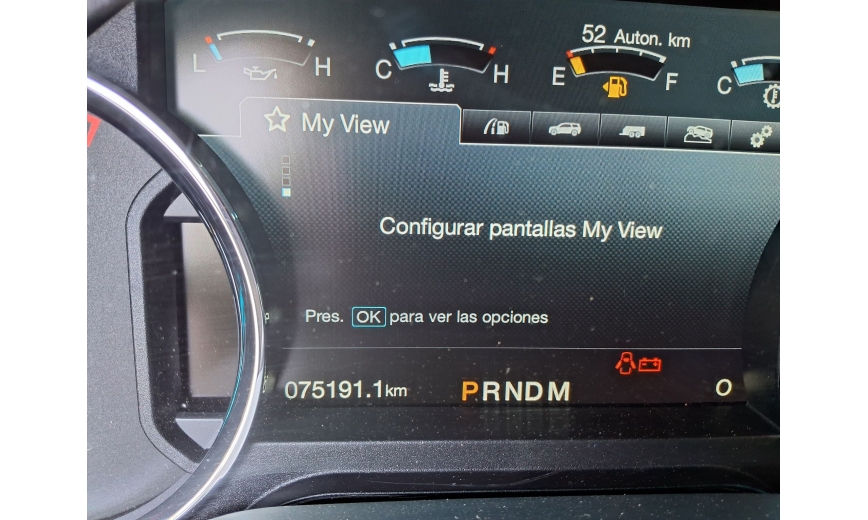 52 Auton. km
L H
C H
E F
C
My View
Configurar pantallas My View
Pres. OK para ver las opciones
075191.1km
PRNDM